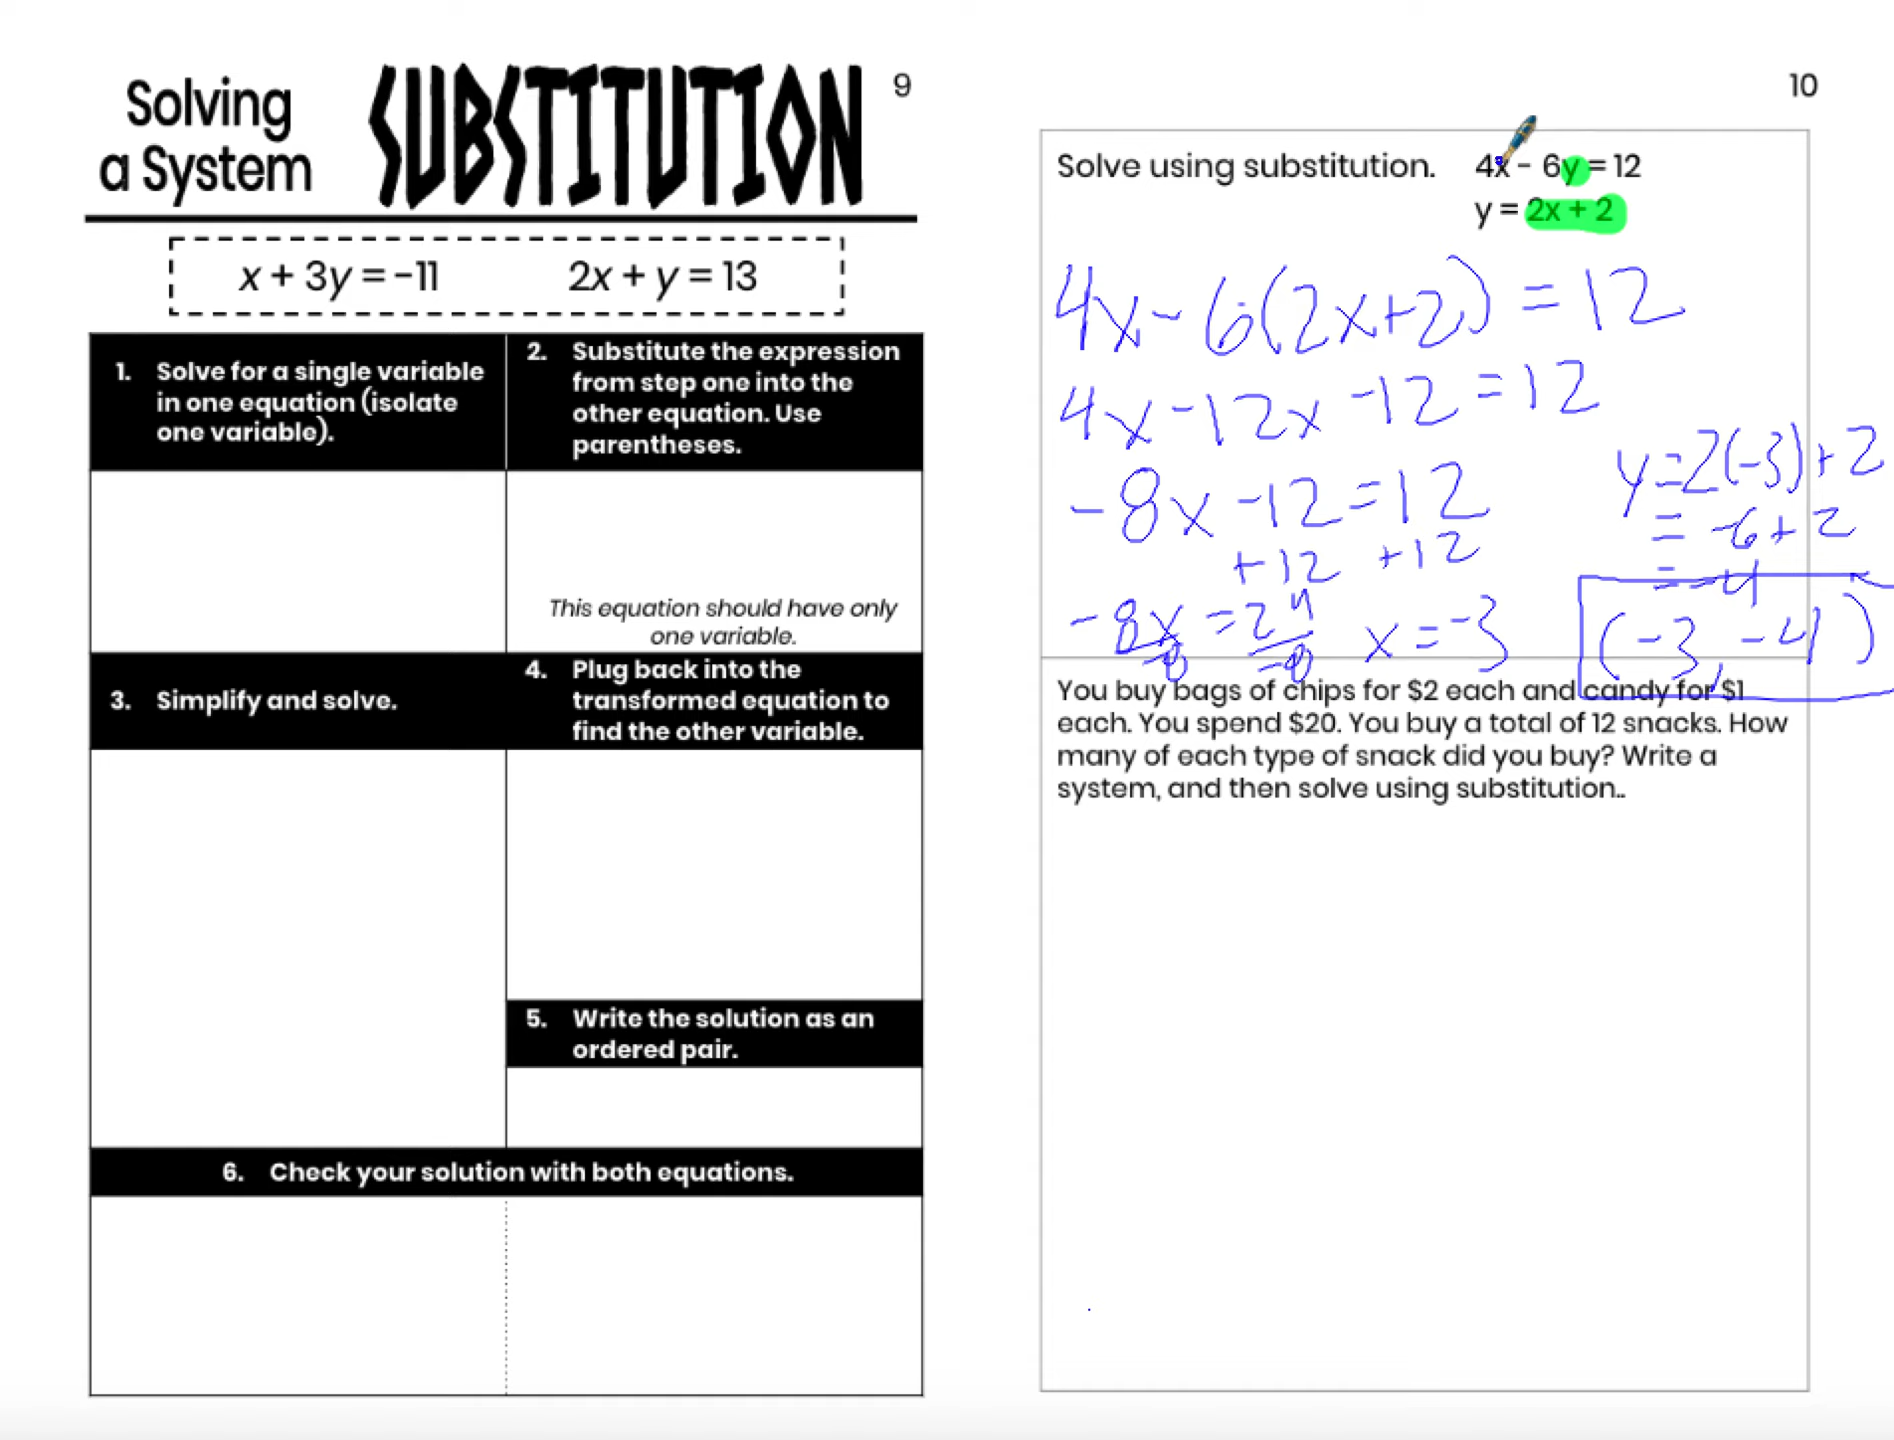 Solving
a System
SUBSTITUTION
9
x + 3y = -11 2x + y = 13
1. Solve for a single variable
in one equation (isolate
one variable).
2. Substitute the expression
from step one into the
other equation. Use
parentheses.
This equation should have only
one variable.
3. Simplify and solve.
4. Plug back into the
transformed equation to
find the other variable.
5. Write the solution as an
ordered pair.
6. Check your solution with both equations.
10
Solve using substitution. 4x - 6y = 12
y = 2x + 2
4x - 6(2x+2) = 12
4x - 12x - 12 = 12
-8x - 12 = 12
+12 +12
-8x = 24
-8 -8
x = -3
y = 2(-3) + 2
= -6 + 2
= -4
(-3, -4)
You buy bags of chips for $2 each and candy for $1
each. You spend $20. You buy a total of 12 snacks. How
many of each type of snack did you buy? Write a
system, and then solve using substitution..